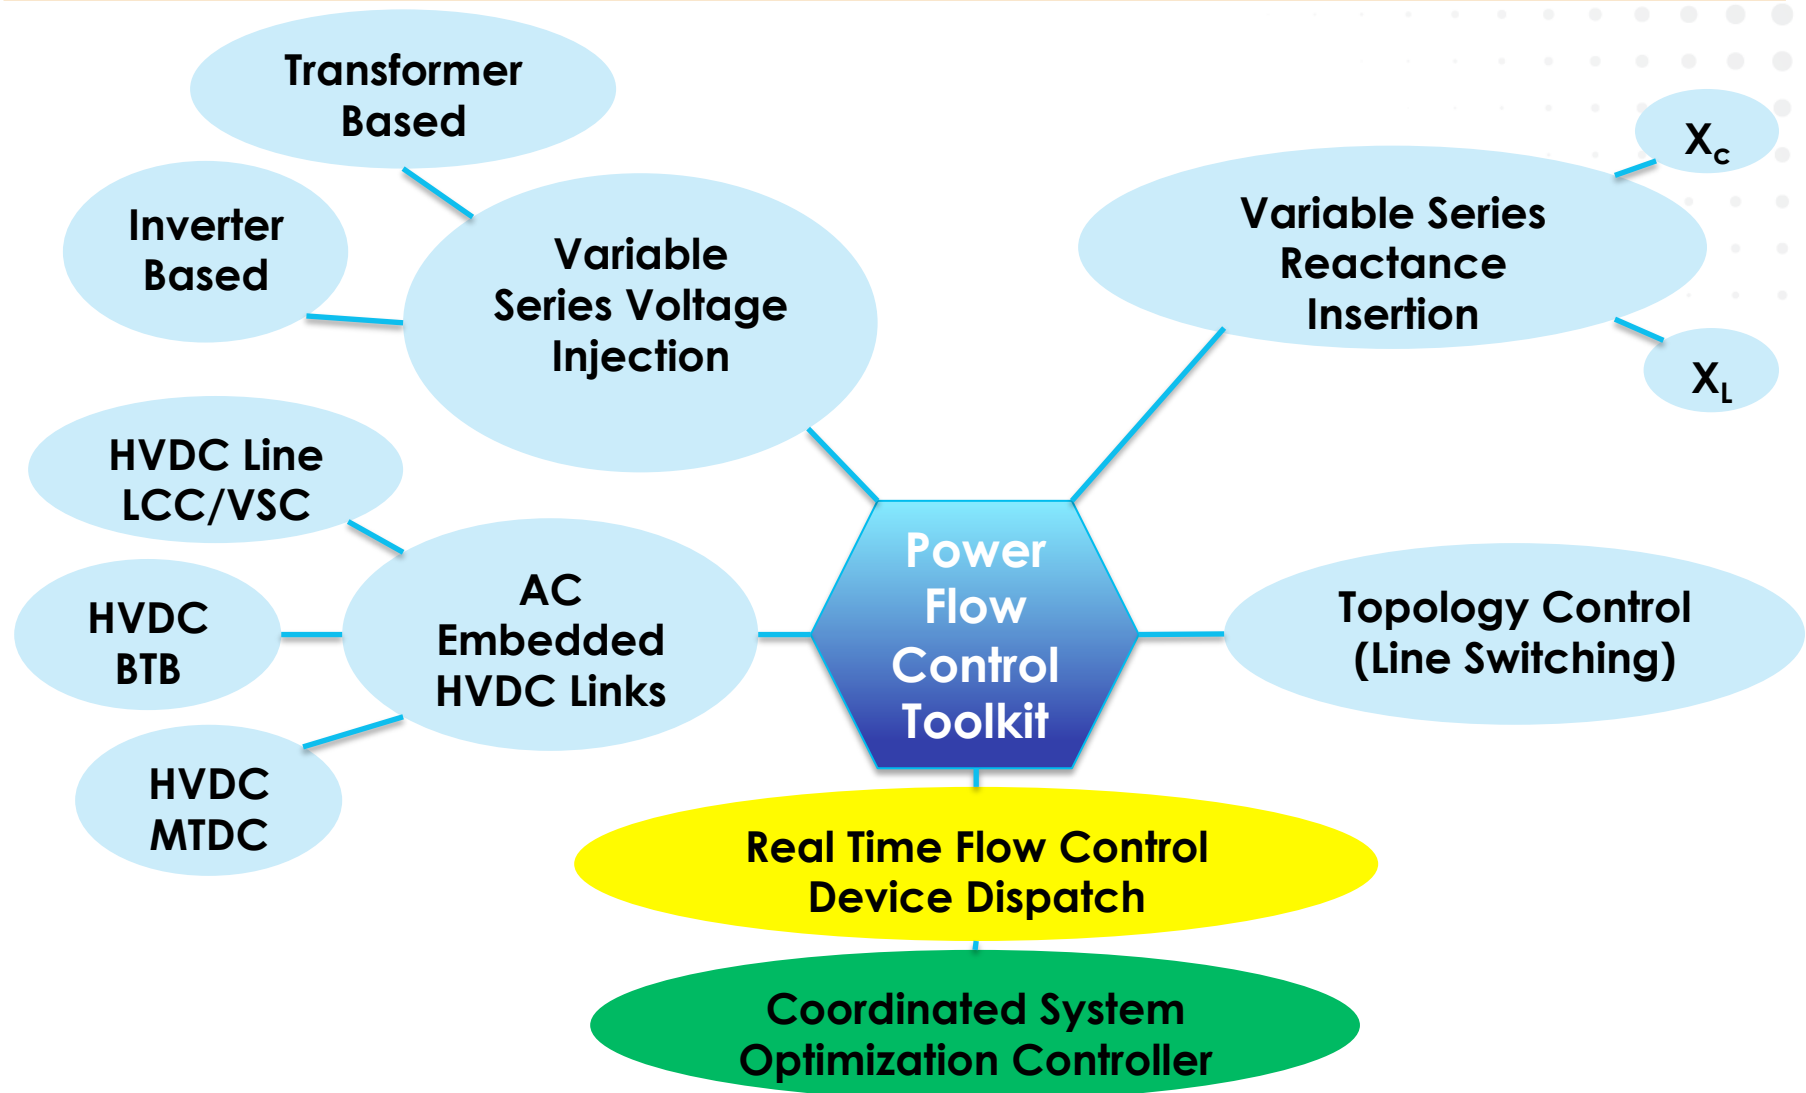 Transformer
Based
Inverter
Based
Variable
Series Voltage
Injection
X_c
Variable Series
Reactance
Insertion
X_L
HVDC Line
LCC/VSC
HVDC
BTB
HVDC
MTDC
AC
Embedded
HVDC Links
Power
Flow
Control
Toolkit
Topology Control
(Line Switching)
Real Time Flow Control
Device Dispatch
Coordinated System
Optimization Controller